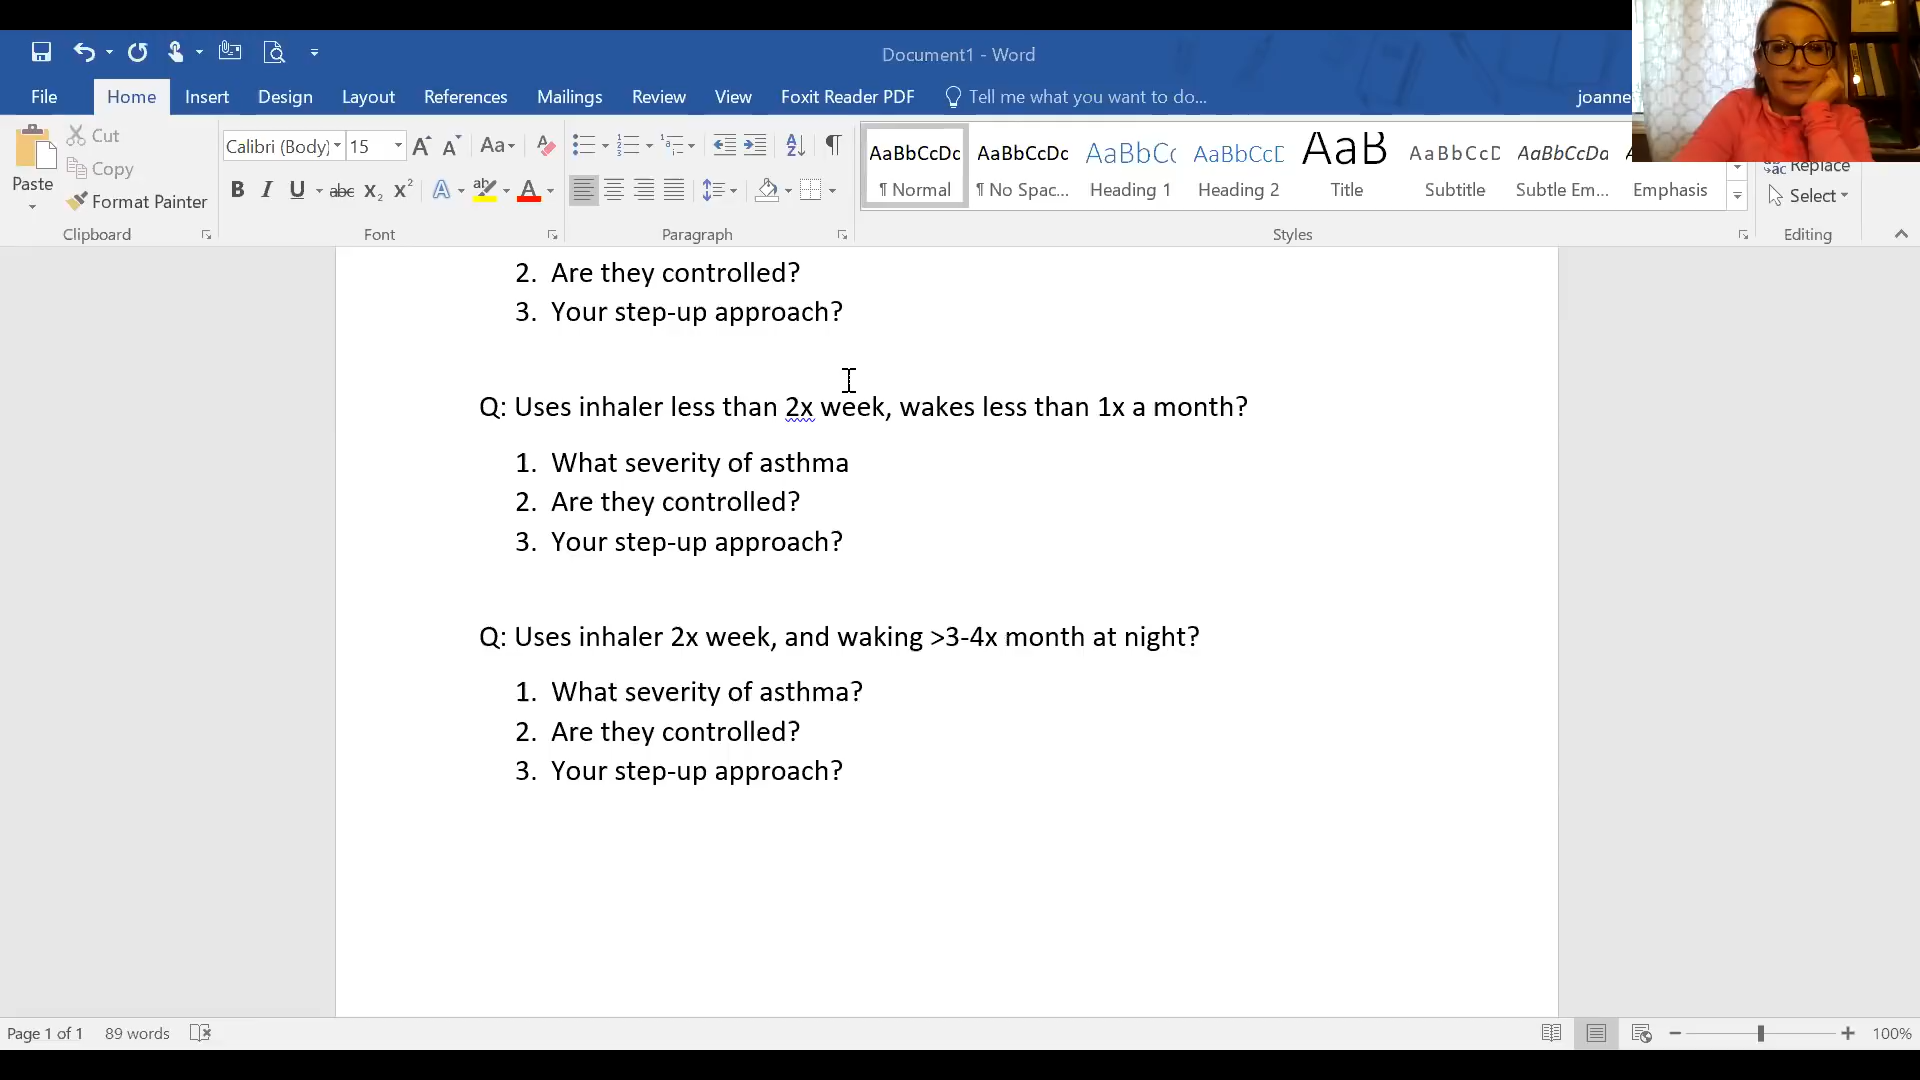 Document1 - Word
File Home Insert Design Layout References Mailings Review View Foxit Reader PDF Tell me what you want to do... joanne
Cut
Copy
Paste
Format Painter
Calibri (Body) 15
AaBbCcDc AaBbCcDc AaBbCc AaBbCcD AaB AaBbCcD AaBbCcDa
¶ Normal ¶ No Spac... Heading 1 Heading 2 Title Subtitle Subtle Em... Emphasis
Replace
Select
Clipboard Font Paragraph Styles Editing
2. Are they controlled?
3. Your step-up approach?
Q: Uses inhaler less than 2x week, wakes less than 1x a month?
1. What severity of asthma
2. Are they controlled?
3. Your step-up approach?
Q: Uses inhaler 2x week, and waking >3-4x month at night?
1. What severity of asthma?
2. Are they controlled?
3. Your step-up approach?
Page 1 of 1 89 words 100%